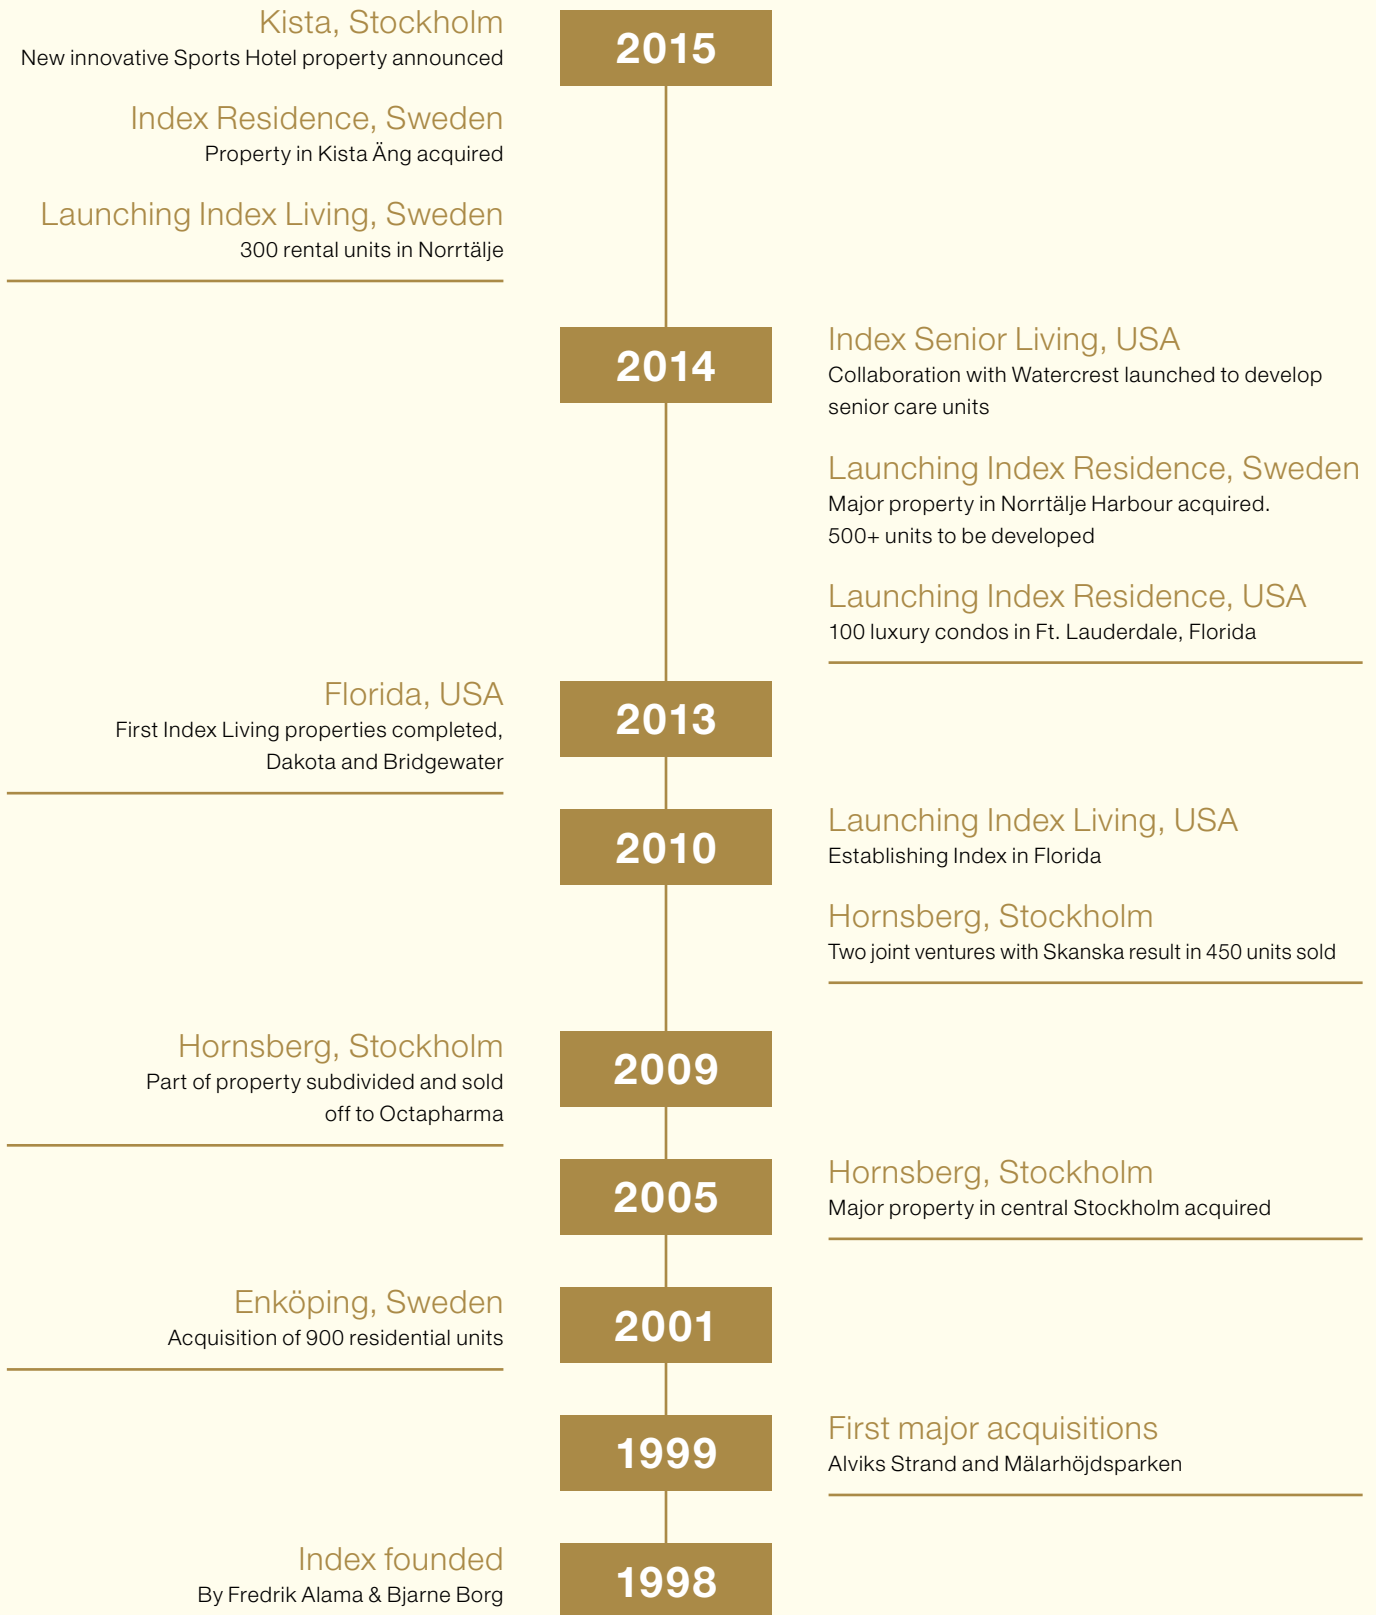 2015
Kista, Stockholm
New innovative Sports Hotel property announced
Index Residence, Sweden
Property in Kista Äng acquired
Launching Index Living, Sweden
300 rental units in Norrtälje
2014
Index Senior Living, USA
Collaboration with Watercrest launched to develop
senior care units
Launching Index Residence, Sweden
Major property in Norrtälje Harbour acquired.
500+ units to be developed
Launching Index Residence, USA
100 luxury condos in Ft. Lauderdale, Florida
2013
Florida, USA
First Index Living properties completed,
Dakota and Bridgewater
2010
Launching Index Living, USA
Establishing Index in Florida
Hornsberg, Stockholm
Two joint ventures with Skanska result in 450 units sold
2009
Hornsberg, Stockholm
Part of property subdivided and sold
off to Octapharma
2005
Hornsberg, Stockholm
Major property in central Stockholm acquired
2001
Enköping, Sweden
Acquisition of 900 residential units
1999
First major acquisitions
Alviks Strand and Mälarhöjdsparken
1998
Index founded
By Fredrik Alama & Bjarne Borg